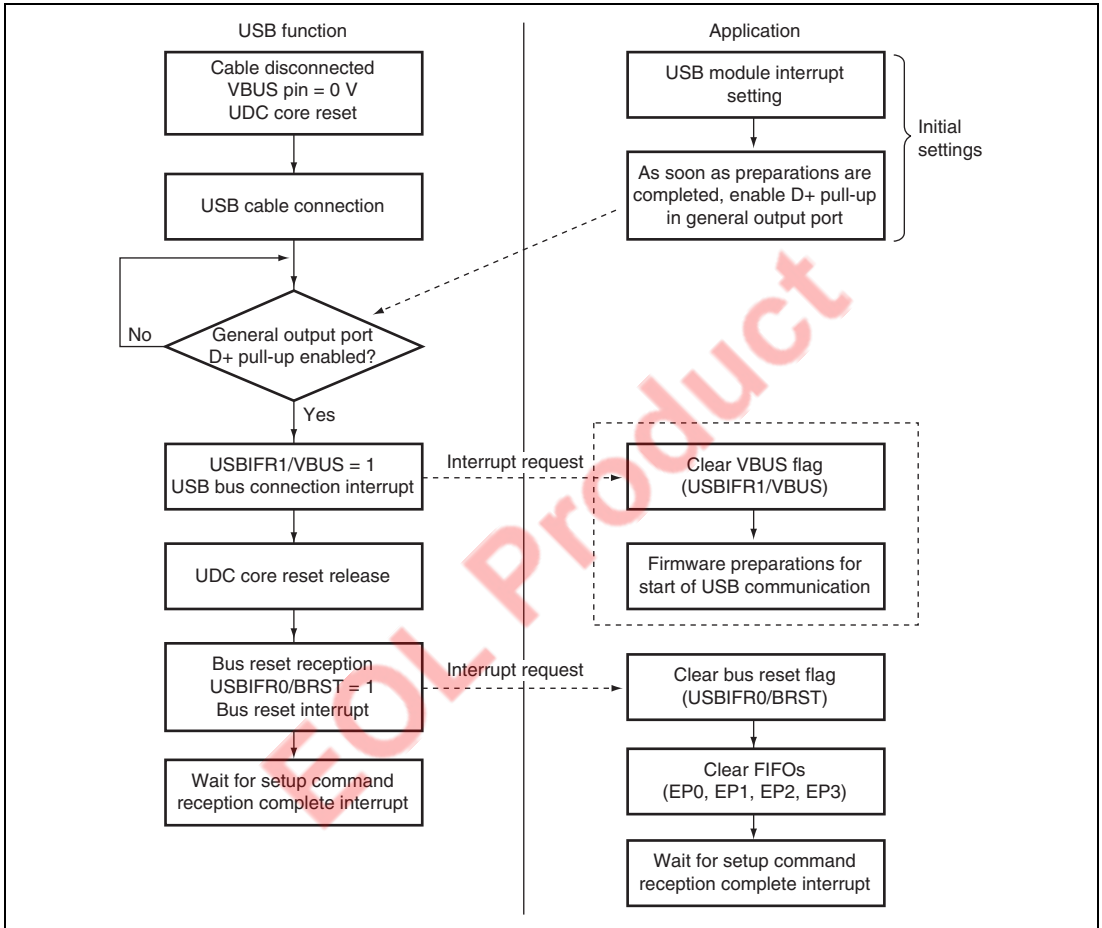 USB function
Cable disconnected
VBUS pin = 0 V
UDC core reset
USB cable connection
No
General output port
D+ pull-up enabled?
Yes
USBIFR1/VBUS = 1
USB bus connection interrupt
Interrupt request
UDC core reset release
Bus reset reception
USBIFR0/BRST = 1
Bus reset interrupt
Interrupt request
Wait for setup command
reception complete interrupt
Application
USB module interrupt
setting
As soon as preparations are
completed, enable D+ pull-up
in general output port
Initial
settings
Clear VBUS flag
(USBIFR1/VBUS)
Firmware preparations for
start of USB communication
Clear bus reset flag
(USBIFR0/BRST)
Clear FIFOs
(EP0, EP1, EP2, EP3)
Wait for setup command
reception complete interrupt
EOL Product